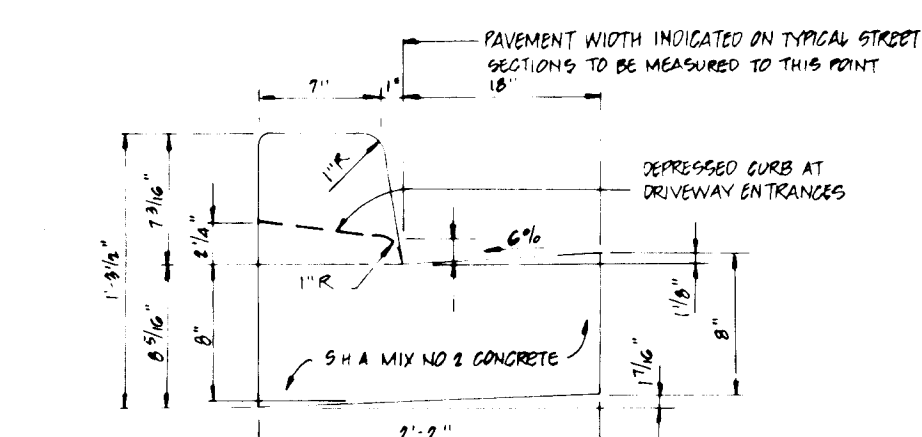 PAVEMENT WIDTH INDICATED ON TYPICAL STREET
SECTIONS TO BE MEASURED TO THIS POINT
7"
1"
18"
1"R
DEPRESSED CURB AT
DRIVEWAY ENTRANCES
7 3/16"
2 1/4"
6%
1'-3 1/2"
1"R
1 1/8"
8 5/16"
8"
8"
S H A MIX NO 2 CONCRETE
1 7/16"
2'-2"